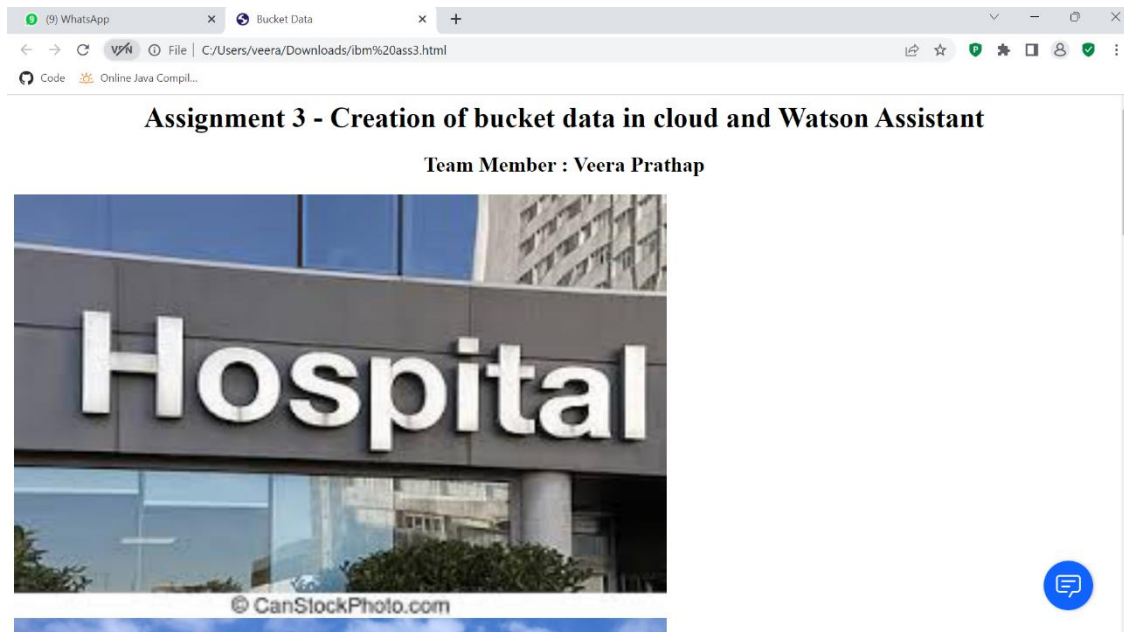 (9) WhatsApp
Bucket Data
VPN
File | C:/Users/veera/Downloads/ibm%20ass3.html
Code
Online Java Compil...
Assignment 3 - Creation of bucket data in cloud and Watson Assistant
Team Member : Veera Prathap
Hospital
© CanStockPhoto.com